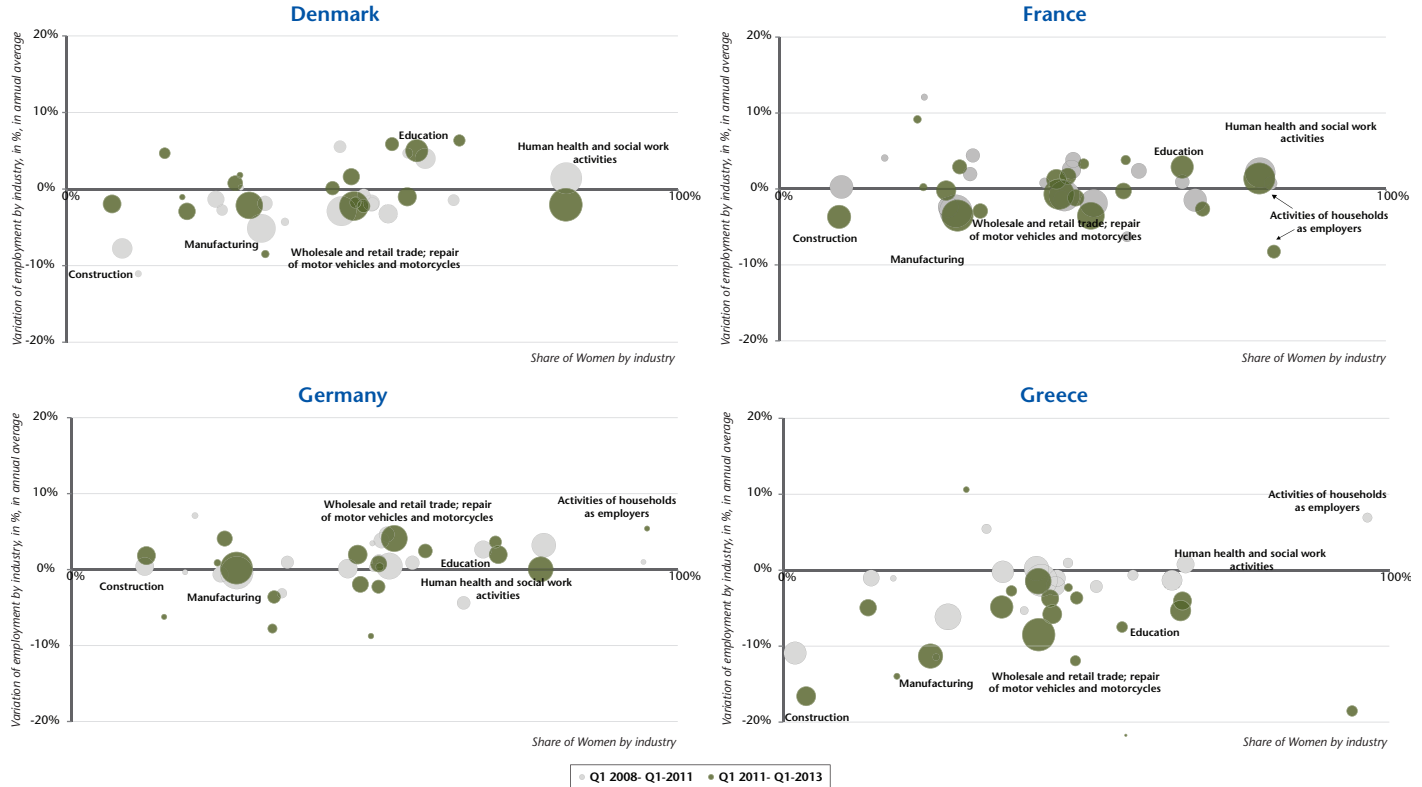 Denmark
Variation of employment by industry, in %, in annual average
20%
10%
0%
-10%
-20%
0%
100%
Education
Human health and social work
activities
Manufacturing
Wholesale and retail trade; repair
of motor vehicles and motorcycles
Construction
Share of Women by industry
France
Variation of employment by industry, in %, in annual average
20%
10%
0%
-10%
-20%
0%
100%
Human health and social work
activities
Education
Activities of households
as employers
Wholesale and retail trade; repair
of motor vehicles and motorcycles
Construction
Manufacturing
Share of Women by industry
Germany
Variation of employment by industry, in %, in annual average
20%
10%
0%
-10%
-20%
0%
100%
Wholesale and retail trade; repair
of motor vehicles and motorcycles
Activities of households
as employers
Education
Construction
Manufacturing
Human health and social work
activities
Share of Women by industry
Greece
Variation of employment by industry, in %, in annual average
20%
10%
0%
-10%
-20%
0%
100%
Activities of households
as employers
Human health and social work
activities
Education
Manufacturing
Wholesale and retail trade; repair
of motor vehicles and motorcycles
Construction
Share of Women by industry
Q1 2008- Q1-2011
Q1 2011- Q1-2013